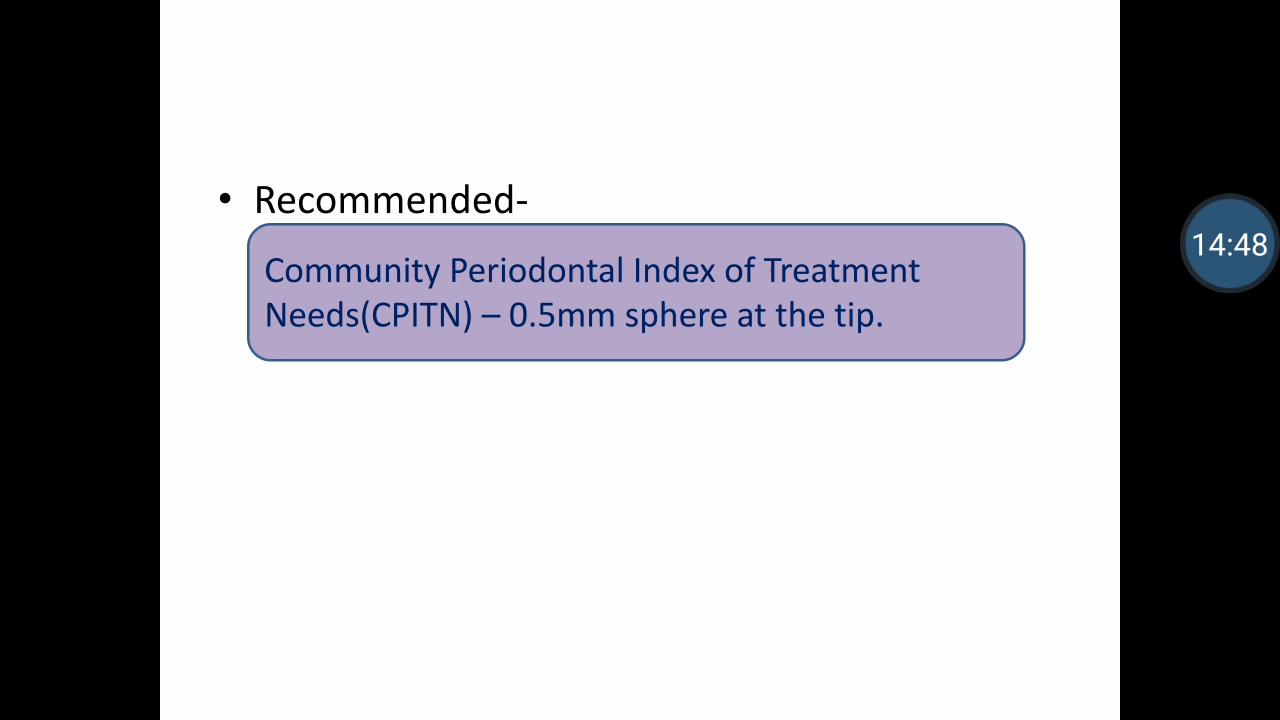 • Recommended-
Community Periodontal Index of Treatment
Needs(CPITN) – 0.5mm sphere at the tip.
14:48